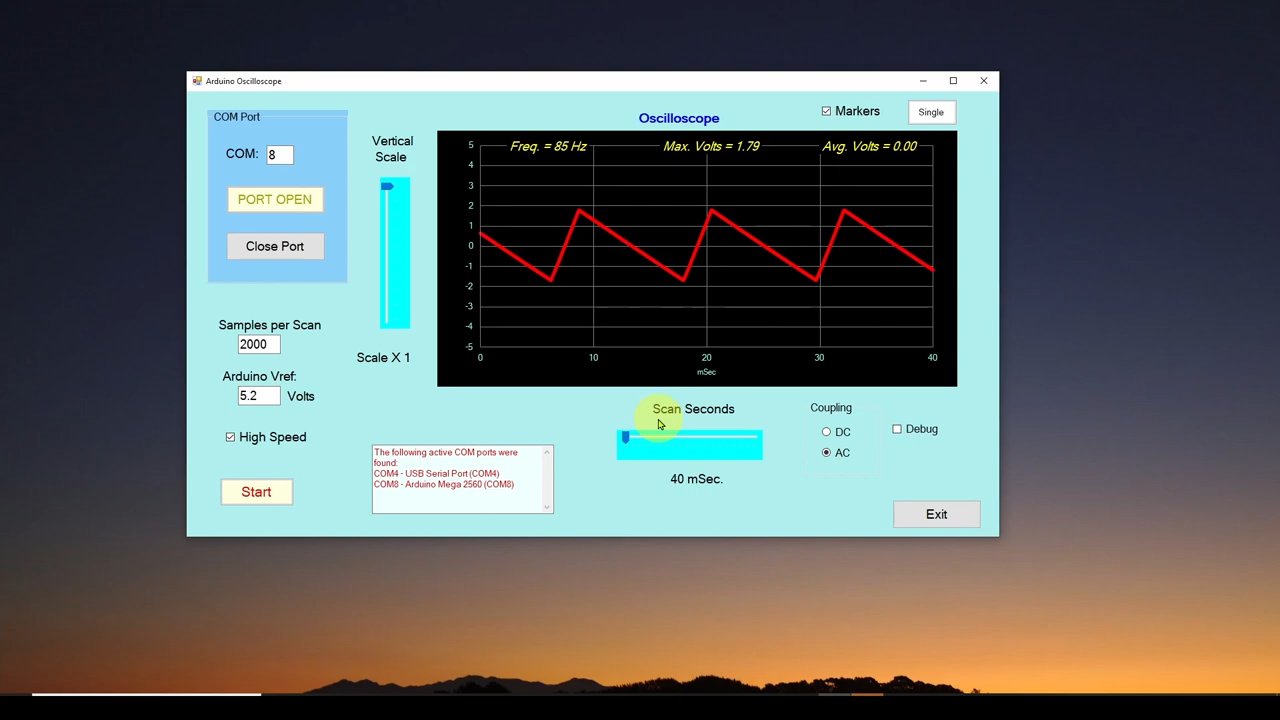 Arduino Oscilloscope
COM Port
COM: 8
PORT OPEN
Close Port
Samples per Scan
2000
Arduino Vref:
5.2 Volts
High Speed
Start
Vertical
Scale
Scale X 1
Oscilloscope
Markers
Single
Freq. = 85 Hz
Max. Volts = 1.79
Avg. Volts = 0.00
5
4
3
2
1
0
-1
-2
-3
-4
-5
0 10 20 30 40
mSec
The following active COM ports were
found:
COM4 - USB Serial Port (COM4)
COM8 - Arduino Mega 2560 (COM8)
Scan Seconds
40 mSec.
Coupling
DC
AC
Debug
Exit